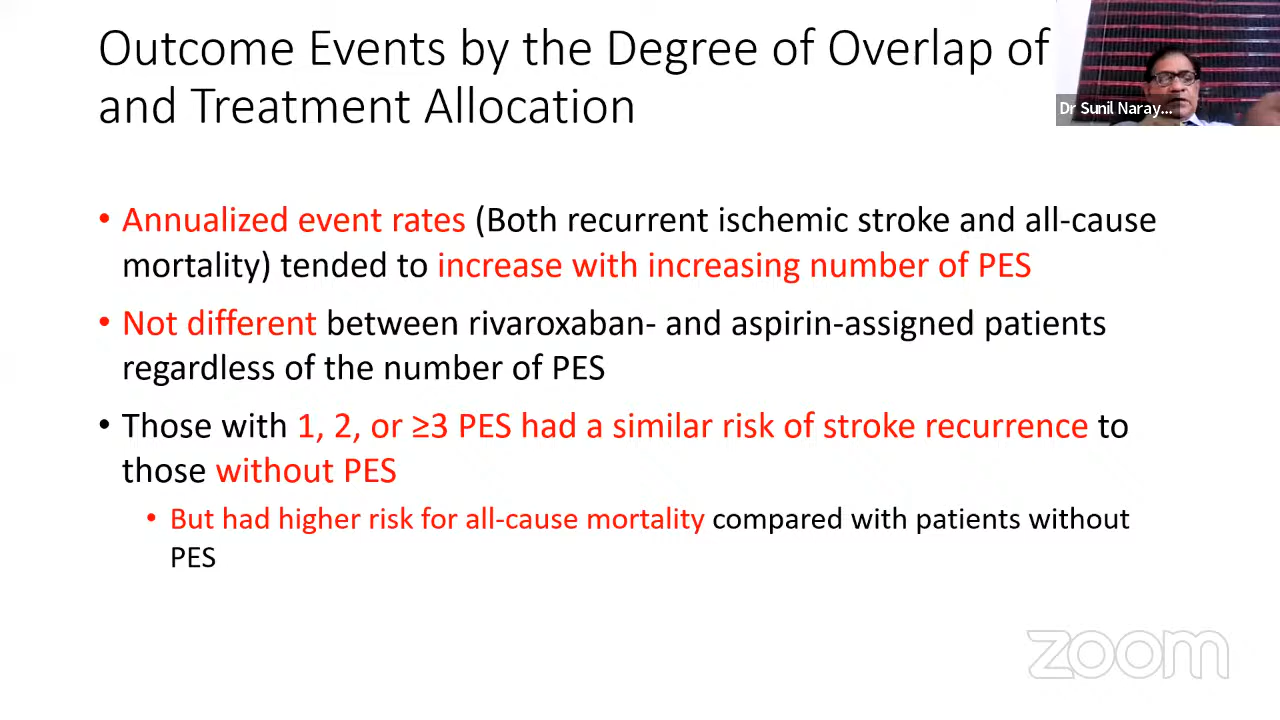 Outcome Events by the Degree of Overlap of
and Treatment Allocation
Dr Sunil Naray...
• Annualized event rates (Both recurrent ischemic stroke and all-cause
mortality) tended to increase with increasing number of PES
• Not different between rivaroxaban- and aspirin-assigned patients
regardless of the number of PES
• Those with 1, 2, or ≥3 PES had a similar risk of stroke recurrence to
those without PES
• But had higher risk for all-cause mortality compared with patients without
PES
zoom